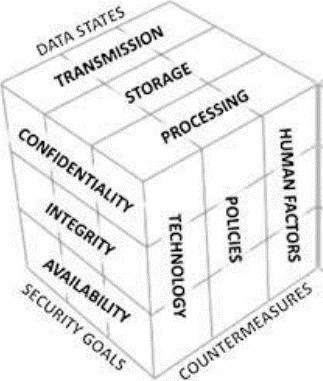 DATA STATES
TRANSMISSION
STORAGE
PROCESSING
CONFIDENTIALITY
INTEGRITY
AVAILABILITY
SECURITY GOALS
TECHNOLOGY
POLICIES
HUMAN FACTORS
COUNTERMEASURES